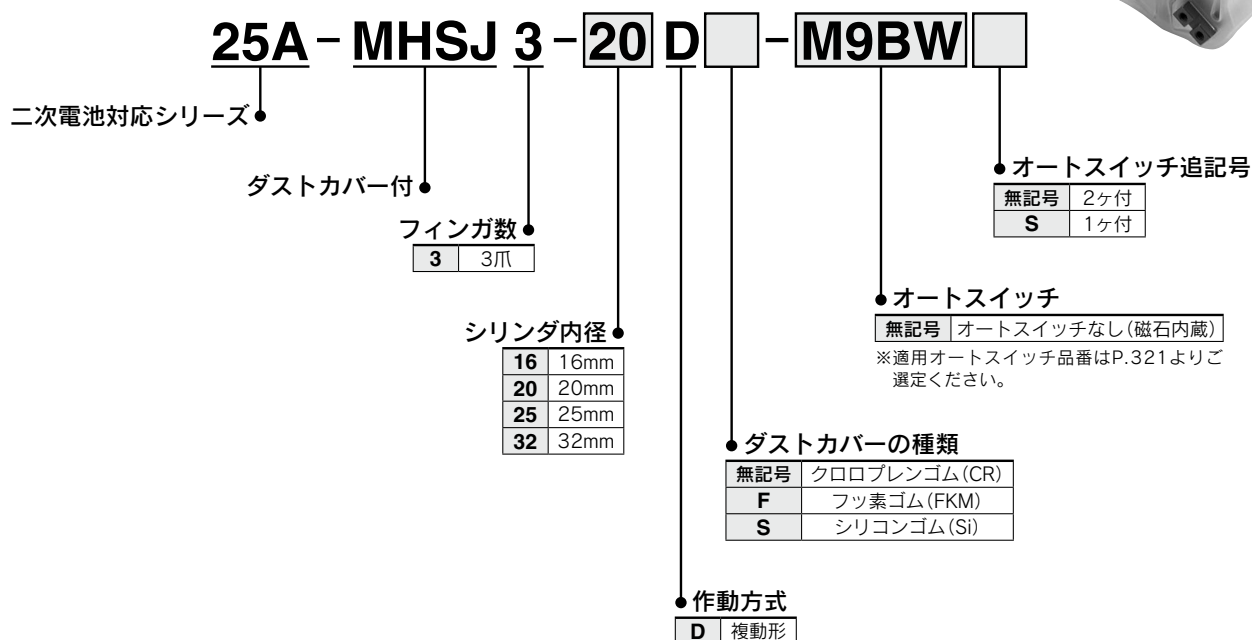 25A-MHSJ3-20D□-M9BW□
二次電池対応シリーズ
ダストカバー付
フィンガ数
3 3爪
シリンダ内径
16 16mm
20 20mm
25 25mm
32 32mm
オートスイッチ追記号
無記号 2ヶ付
S 1ヶ付
オートスイッチ
無記号 オートスイッチなし(磁石内蔵)
※適用オートスイッチ品番はP.321よりご
選定ください。
ダストカバーの種類
無記号 クロロプレンゴム(CR)
F フッ素ゴム(FKM)
S シリコンゴム(Si)
作動方式
D 複動形